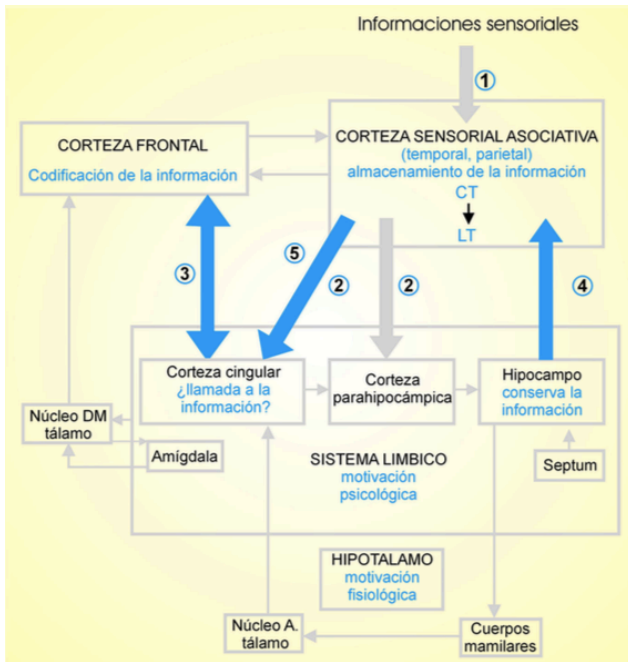 Informaciones sensoriales
①
CORTEZA FRONTAL
Codificación de la información
CORTEZA SENSORIAL ASOCIATIVA
(temporal, parietal)
almacenamiento de la información
CT
LT
③
⑤
②
②
④
Corteza cingular
¿llamada a la
información?
Corteza
parahipocámpica
Hipocampo
conserva la
información
Núcleo DM
tálamo
Amígdala
SISTEMA LIMBICO
motivación
psicológica
Septum
HIPOTALAMO
motivación
fisiológica
Núcleo A.
tálamo
Cuerpos
mamilares